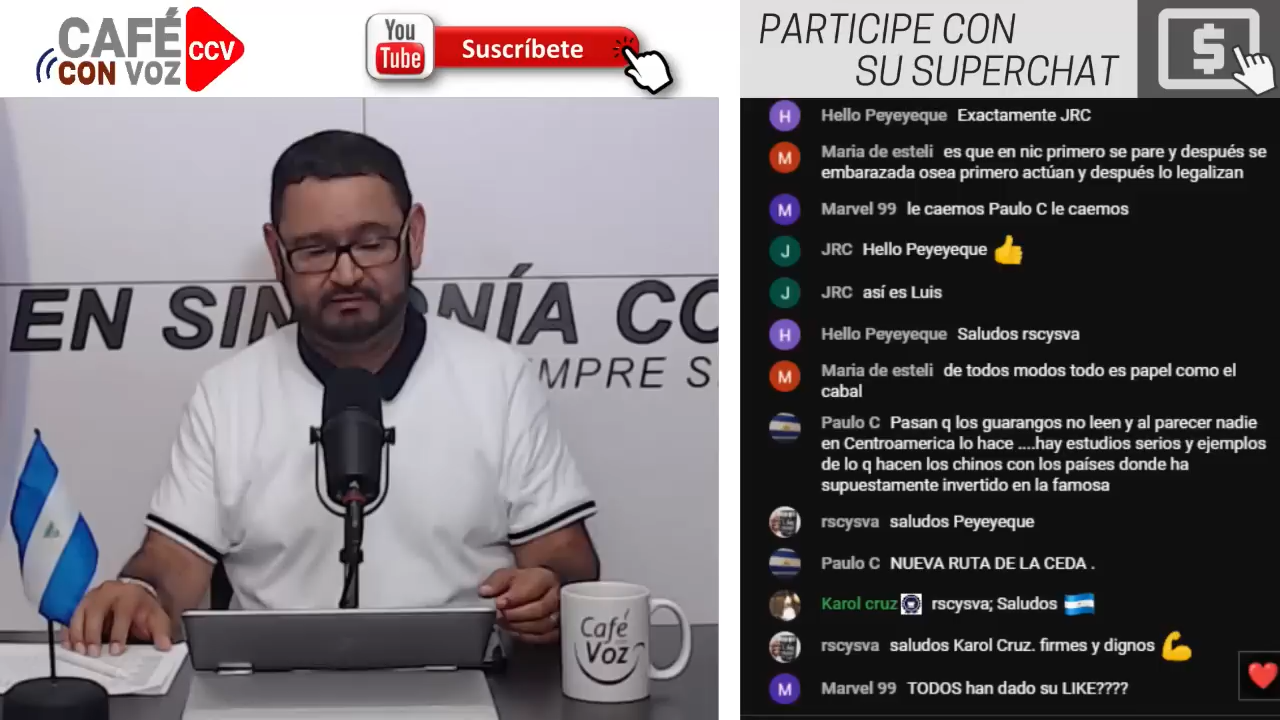 CAFÉ
CON VOZ
CCV
You
Tube
Suscríbete
PARTICIPE CON
SU SUPERCHAT
$
EN SIN NÍA CO
MPRE S
Café
con
Voz
H Hello Peyeyeque Exactamente JRC
M Maria de esteli es que en nic primero se pare y después se
embarazada osea primero actúan y después lo legalizan
M Marvel 99 le caemos Paulo C le caemos
J JRC Hello Peyeyeque 👍
J JRC así es Luis
H Hello Peyeyeque Saludos rscysva
M Maria de esteli de todos modos todo es papel como el
cabal
Paulo C Pasan q los guarangos no leen y al parecer nadie
en Centroamerica lo hace ....hay estudios serios y ejemplos
de lo q hacen los chinos con los países donde ha
supuestamente invertido en la famosa
rscysva saludos Peyeyeque
Paulo C NUEVA RUTA DE LA CEDA .
Karol cruz rscysva; Saludos 🇭🇳
rscysva saludos Karol Cruz. firmes y dignos 💪
M Marvel 99 TODOS han dado su LIKE????